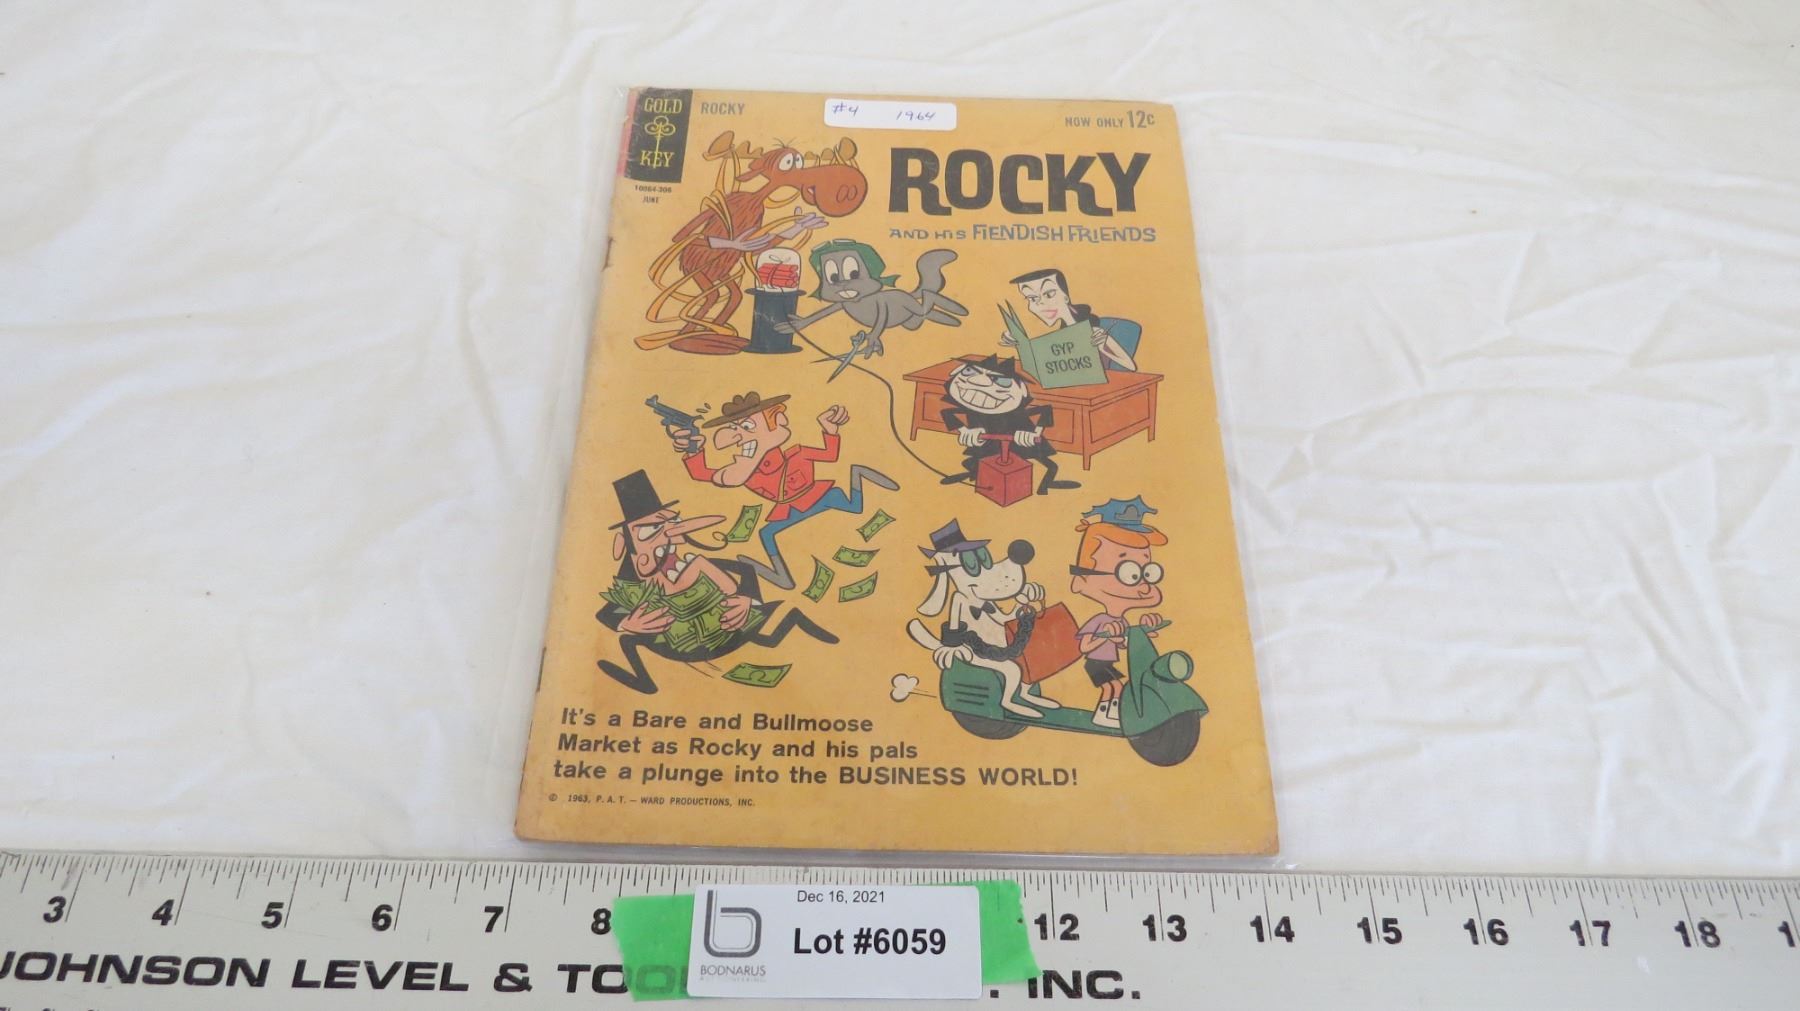 GOLD
KEY
ROCKY
#4 1964
NOW ONLY 12c
10064-306
JUNE
ROCKY
AND HIS FIENDISH FRIENDS
GYP
STOCKS
It's a Bare and Bullmoose
Market as Rocky and his pals
take a plunge into the BUSINESS WORLD!
© 1963, P. A. T. — WARD PRODUCTIONS, INC.
3 4 5 6 7 8 12 13 14 15 16 17 18
Dec 16, 2021
Lot #6059
BODNARUS
AUCTIONEERING
JOHNSON LEVEL & TOO . INC.